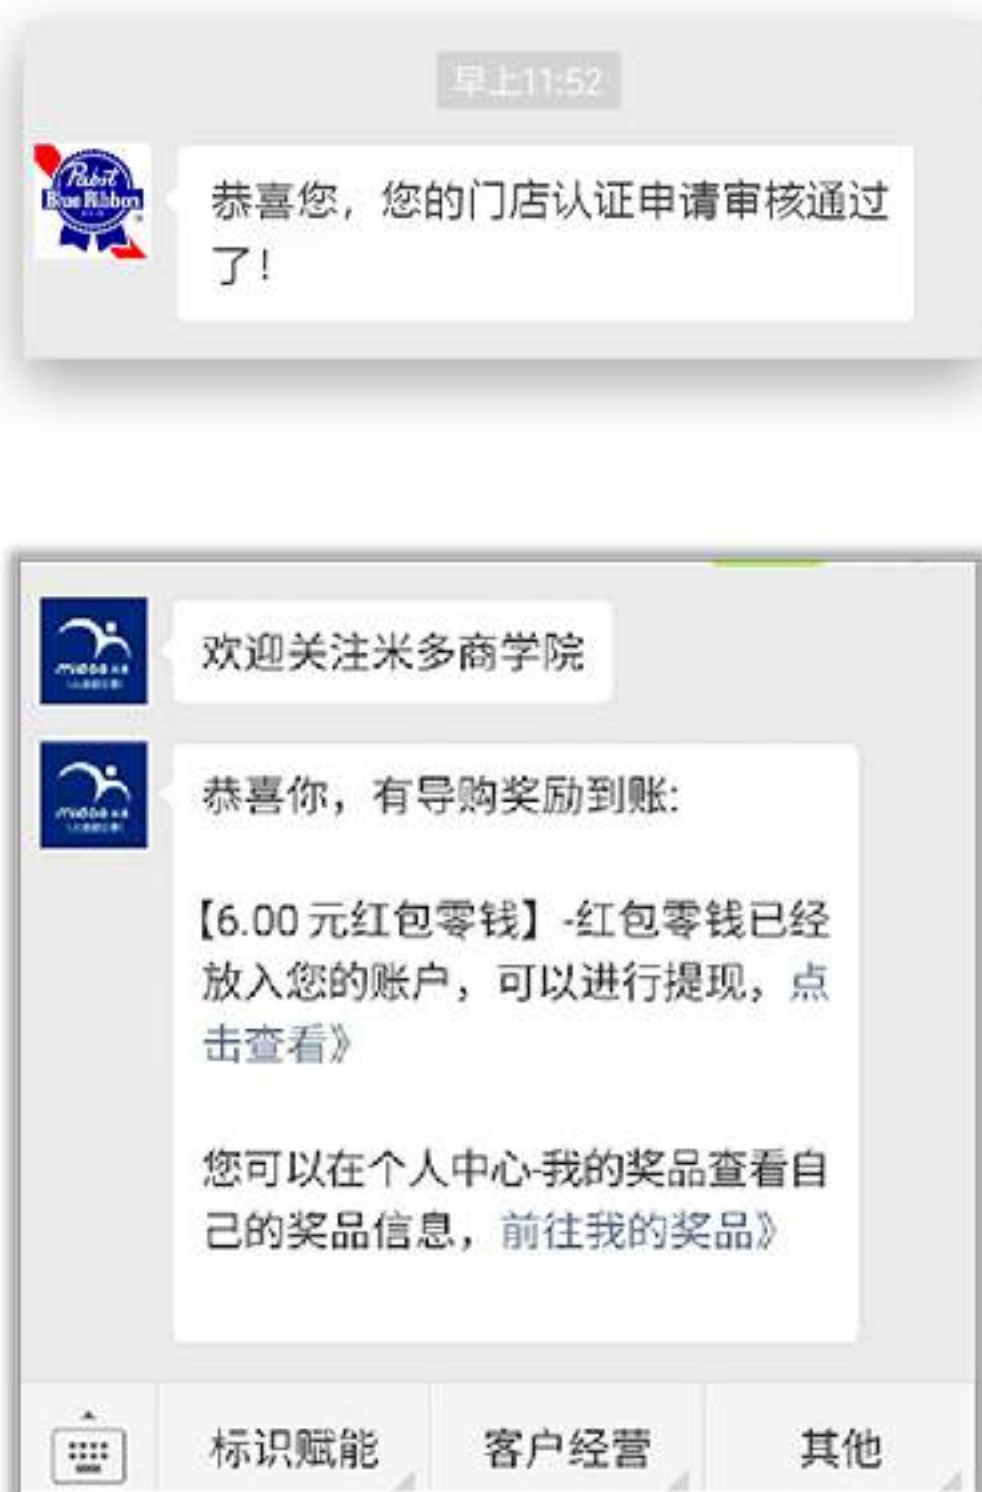 早上11:52
Pabst
Blue Ribbon
恭喜您，您的门店认证申请审核通过
了！
欢迎关注米多商学院
恭喜你，有导购奖励到账:
【6.00元红包零钱】-红包零钱已经
放入您的账户，可以进行提现，点
击查看》
您可以在个人中心-我的奖品查看自
己的奖品信息，前往我的奖品》
标识赋能
客户经营
其他